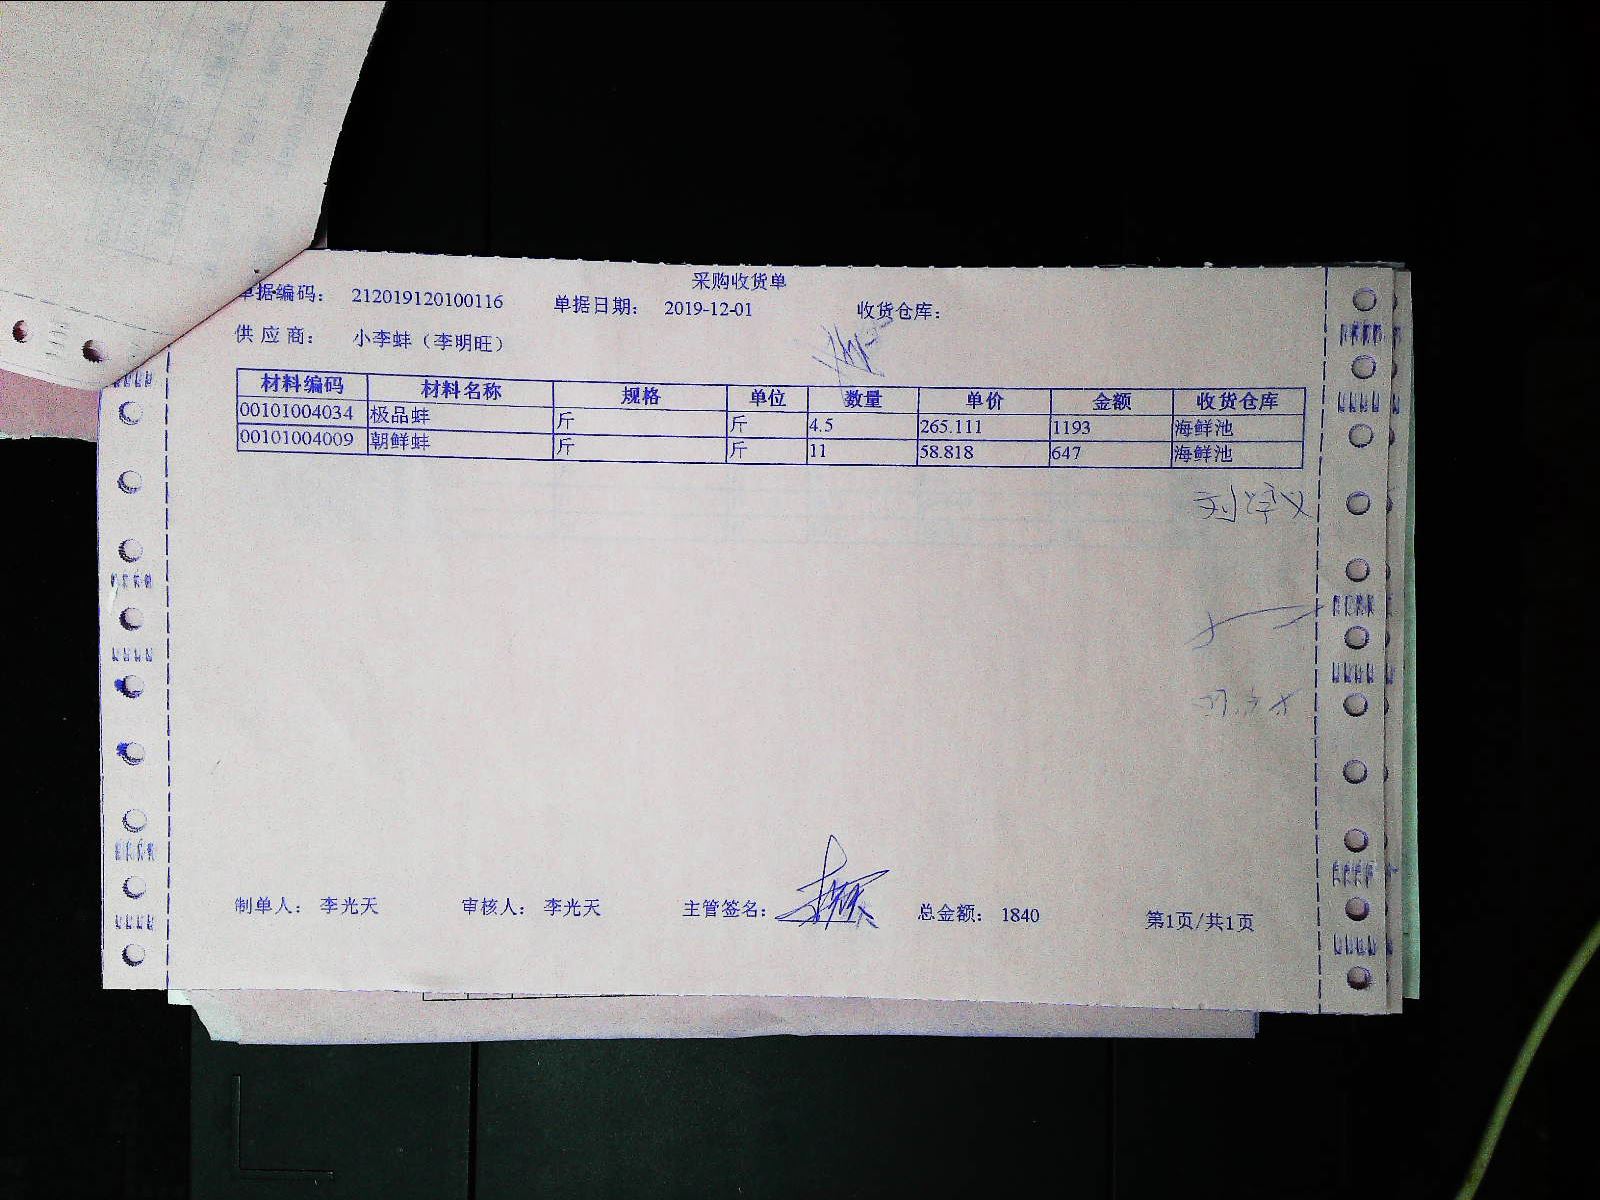 采购收货单
单据编码： 212019120100116 单据日期： 2019-12-01 收货仓库：
供 应 商： 小李蚌（李明旺）
材料编码 材料名称 规格 单位 数量 单价 金额 收货仓库
00101004034 极品蚌 斤 斤 4.5 265.111 1193 海鲜池
00101004009 朝鲜蚌 斤 斤 11 58.818 647 海鲜池
制单人： 李光天 审核人： 李光天 主管签名： 总金额： 1840 第1页/共1页